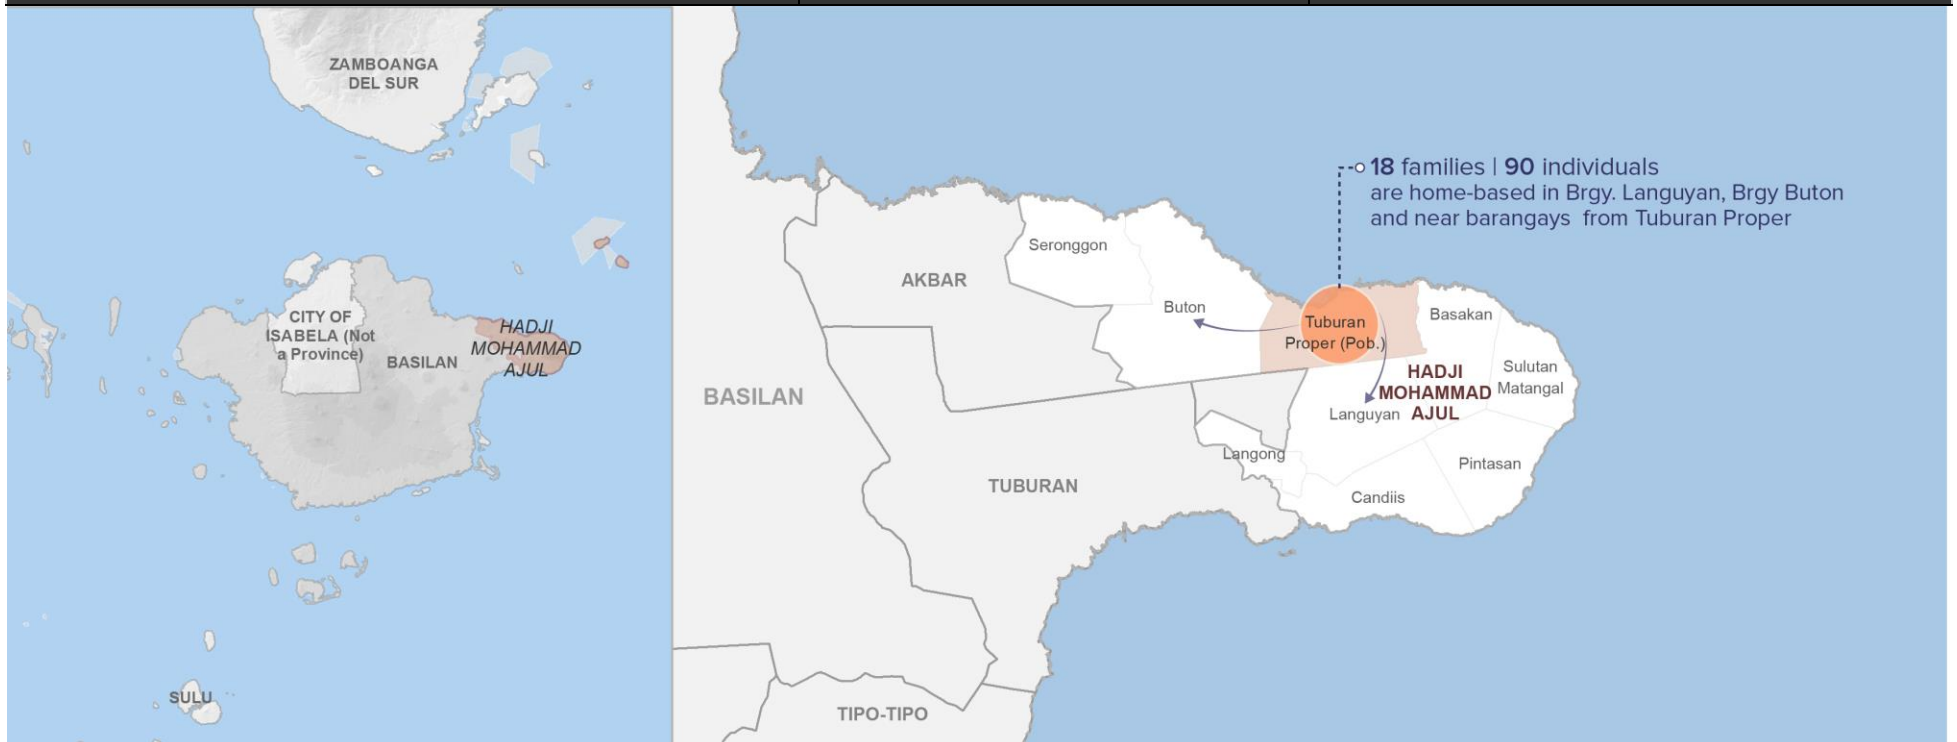 ZAMBOANGA
DEL SUR
CITY OF
ISABELA (Not
a Province)
BASILAN
HADJI
MOHAMMAD
AJUL
SULU
18 families | 90 individuals
are home-based in Brgy. Languyan, Brgy Buton
and near barangays from Tuburan Proper
Seronggon
AKBAR
Buton
Tuburan
Proper (Pob.)
Basakan
HADJI
MOHAMMAD
AJUL
Sulutan
Matangal
BASILAN
Languyan
Langong
Pintasan
TUBURAN
Candiis
TIPO-TIPO